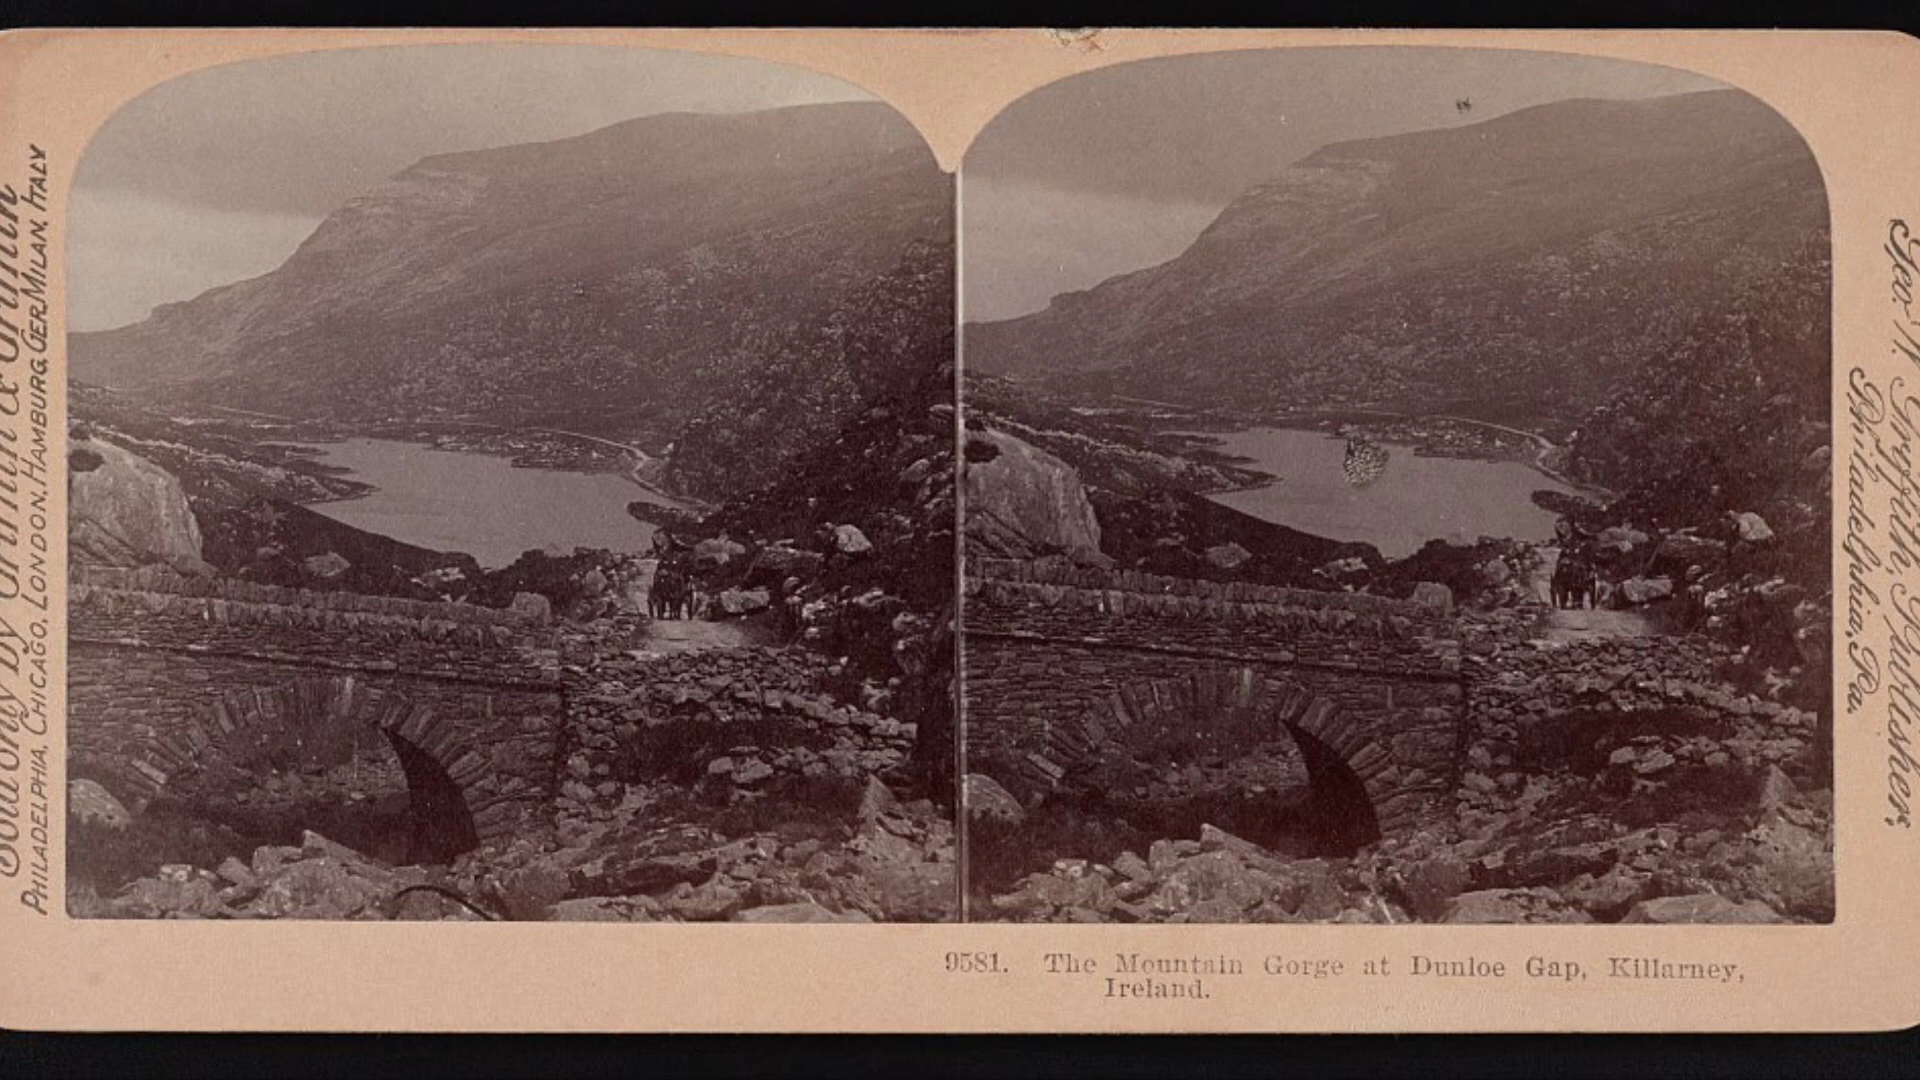 Sold only by Griffith & Griffith
PHILADELPHIA, CHICAGO, LONDON, HAMBURG, GER. MILAN, ITALY
Geo. W. Griffith, Publisher,
Philadelphia, Pa.
9581. The Mountain Gorge at Dunloe Gap, Killarney,
Ireland.